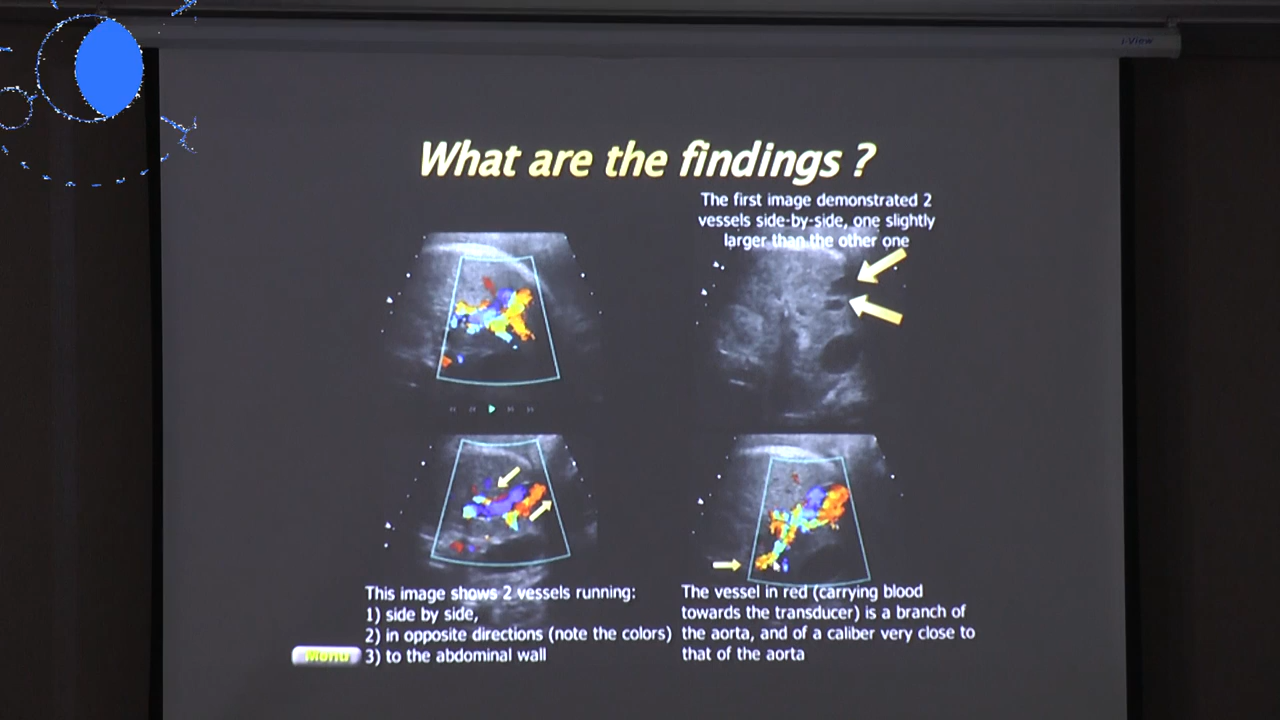 i-View
What are the findings ?
The first image demonstrated 2
vessels side-by-side, one slightly
larger than the other one
This image shows 2 vessels running:
1) side by side,
2) in opposite directions (note the colors)
3) to the abdominal wall
The vessel in red (carrying blood
towards the transducer) is a branch of
the aorta, and of a caliber very close to
that of the aorta
Menu